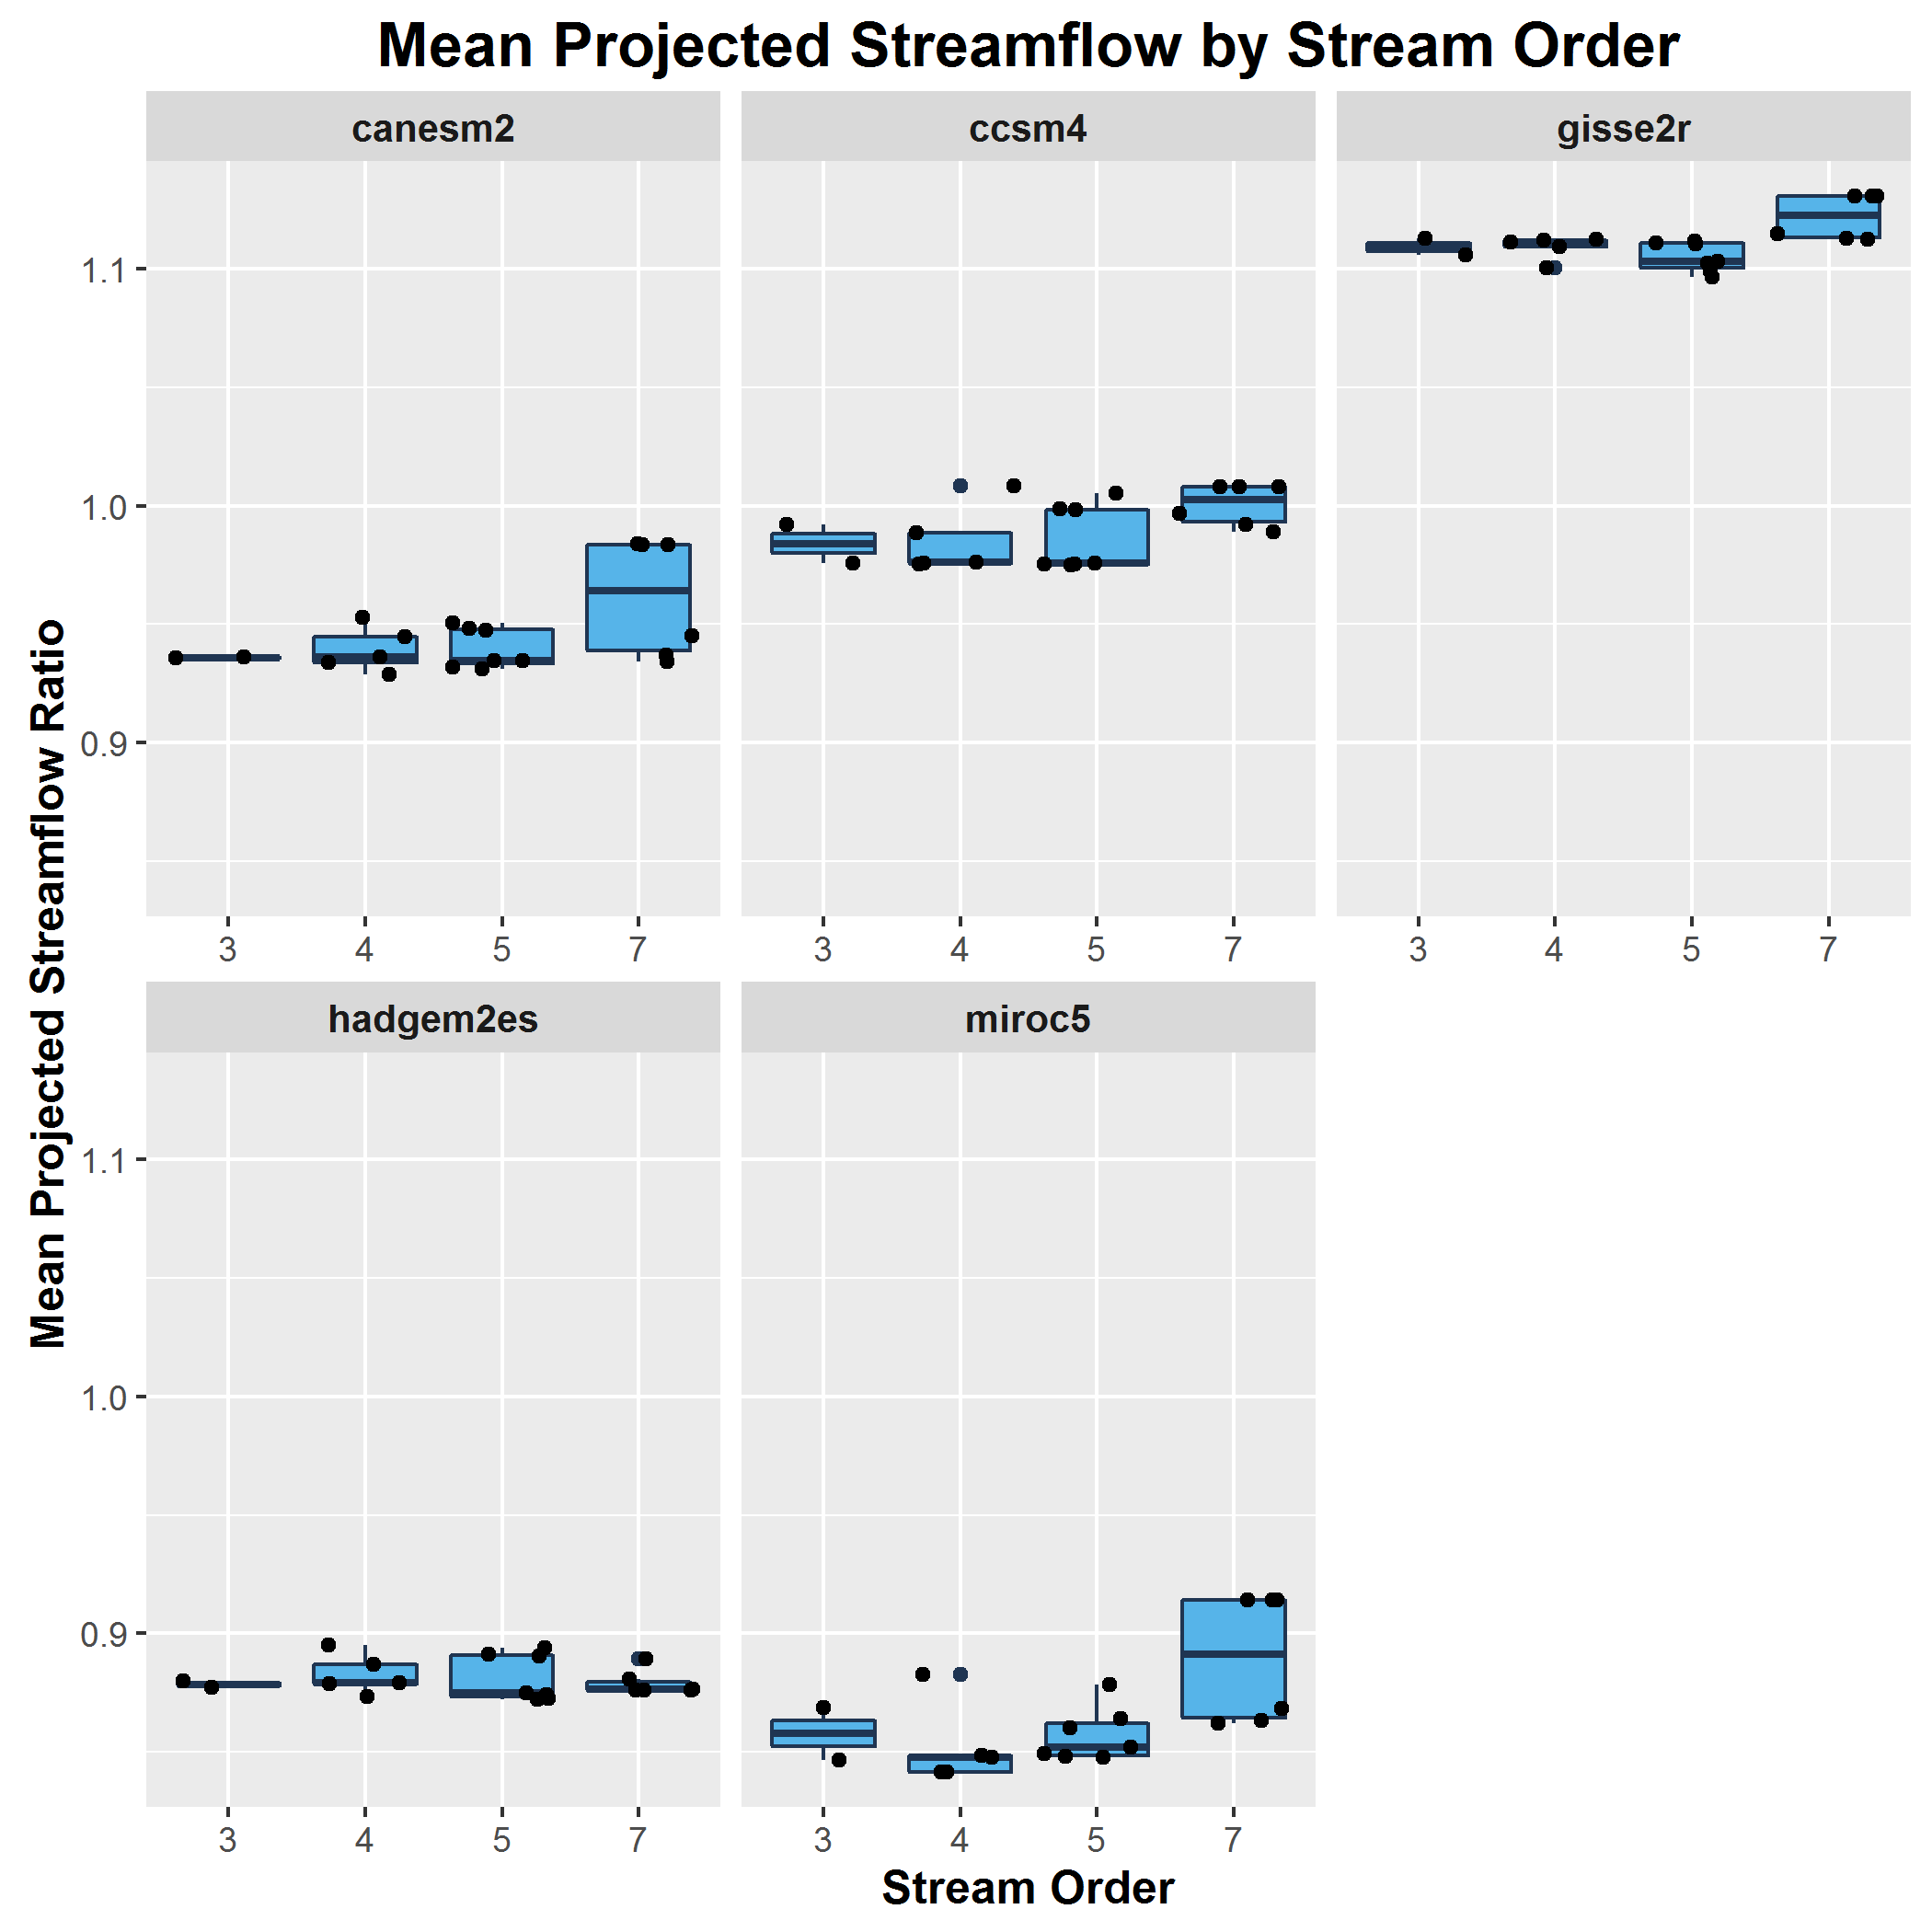 Mean Projected Streamflow by Stream Order
canesm2 ccsm4 gisse2r
1.1
1.0
0.9
3 4 5 7 3 4 5 7 3 4 5 7
Mean Projected Streamflow Ratio
hadgem2es miroc5
1.1
1.0
0.9
3 4 5 7 3 4 5 7
Stream Order